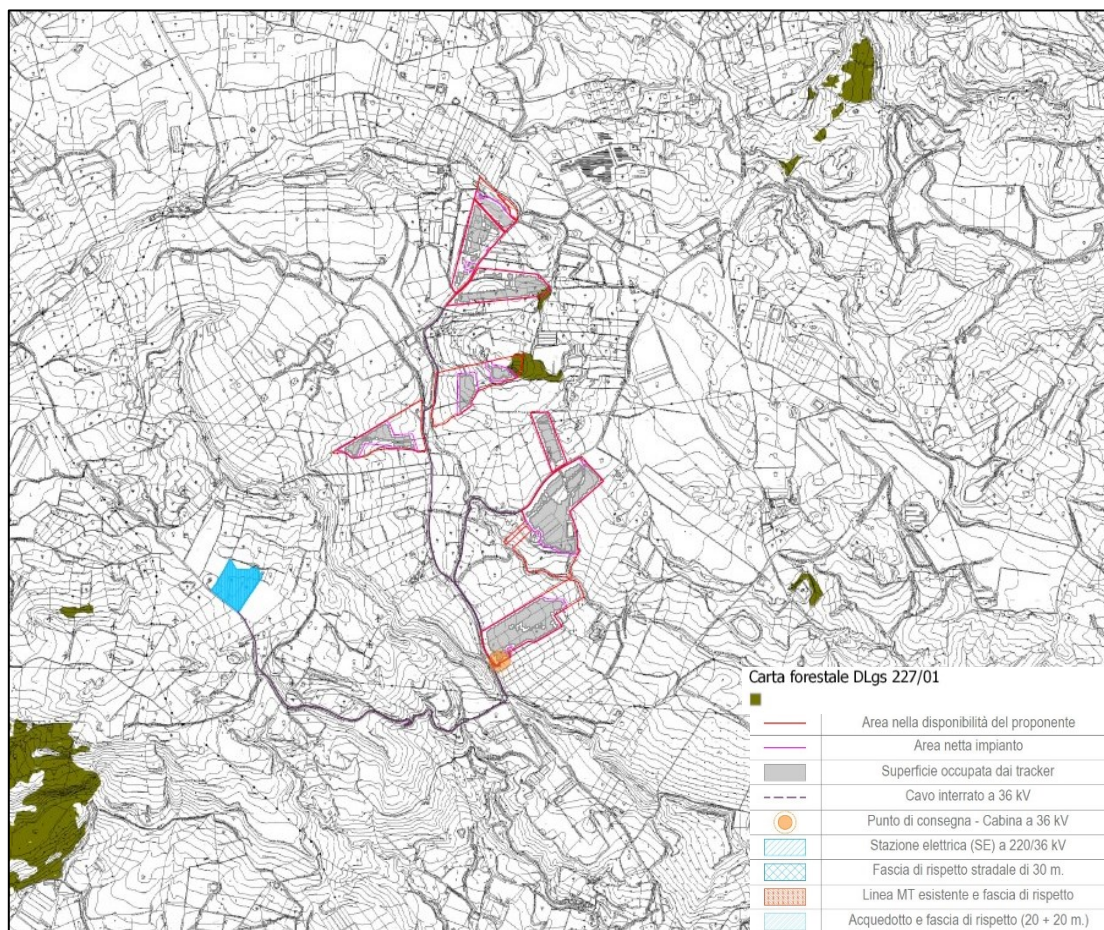 Carta forestale DLgs 227/01
Area nella disponibilità del proponente
Area netta impianto
Superficie occupata dai tracker
Cavo interrato a 36 kV
Punto di consegna - Cabina a 36 kV
Stazione elettrica (SE) a 220/36 kV
Fascia di rispetto stradale di 30 m.
Linea MT esistente e fascia di rispetto
Acquedotto e fascia di rispetto (20 + 20 m.)